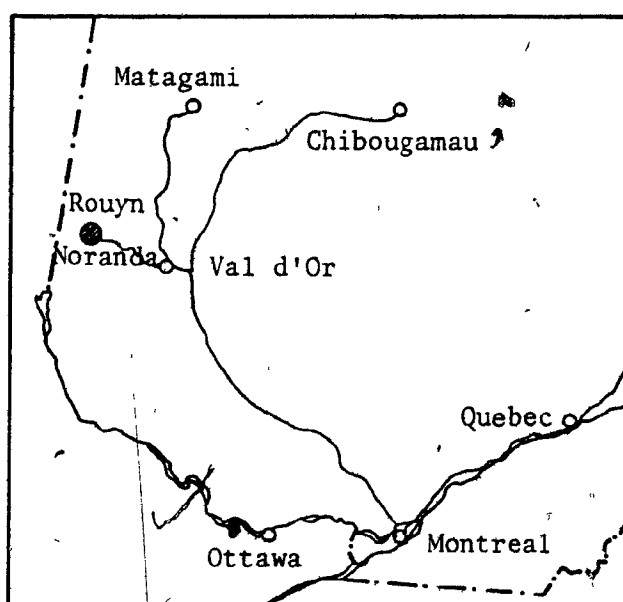 Matagami
Chibougamau
Rouyn
Noranda
Val d'Or
Quebec
Ottawa
Montreal